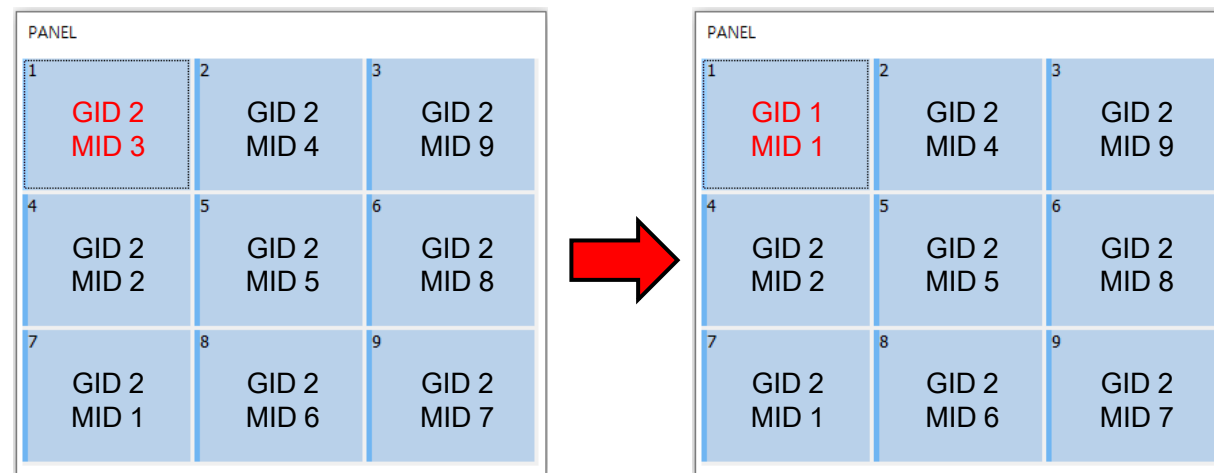 PANEL
1
GID 2
MID 3
2
GID 2
MID 4
3
GID 2
MID 9
4
GID 2
MID 2
5
GID 2
MID 5
6
GID 2
MID 8
7
GID 2
MID 1
8
GID 2
MID 6
9
GID 2
MID 7
PANEL
1
GID 1
MID 1
2
GID 2
MID 4
3
GID 2
MID 9
4
GID 2
MID 2
5
GID 2
MID 5
6
GID 2
MID 8
7
GID 2
MID 1
8
GID 2
MID 6
9
GID 2
MID 7